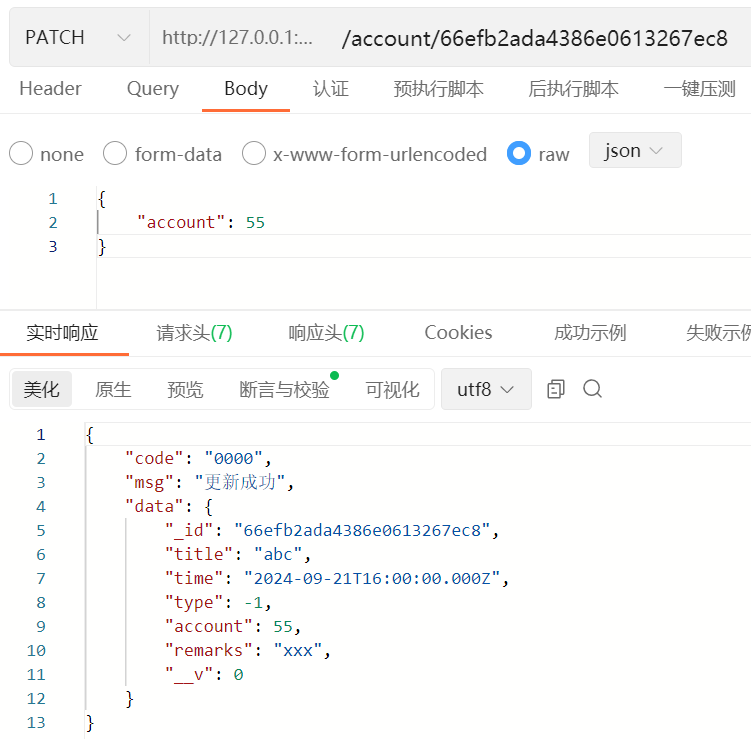 PATCH http://127.0.0.1:... /account/66efb2ada4386e0613267ec8
Header Query Body 认证 预执行脚本 后执行脚本 一键压测
none form-data x-www-form-urlencoded raw json
1 {
2 "account": 55
3 }
实时响应 请求头(7) 响应头(7) Cookies 成功示例 失败示例
美化 原生 预览 断言与校验 可视化 utf8
1 {
2 "code": "0000",
3 "msg": "更新成功",
4 "data": {
5 "_id": "66efb2ada4386e0613267ec8",
6 "title": "abc",
7 "time": "2024-09-21T16:00:00.000Z",
8 "type": -1,
9 "account": 55,
10 "remarks": "xxx",
11 "__v": 0
12 }
13 }